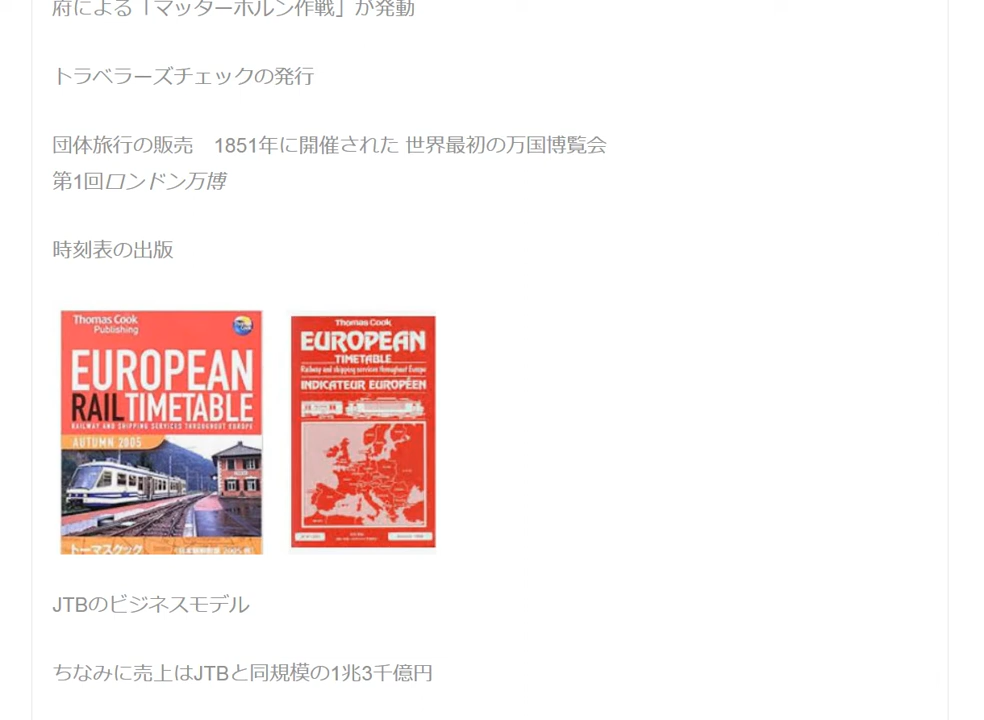 府による「マッターホルン作戦」が発動
トラベラーズチェックの発行
団体旅行の販売　1851年に開催された 世界最初の万国博覧会
第1回ロンドン万博
時刻表の出版
Thomas Cook
Publishing
EUROPEAN
RAIL TIMETABLE
RAILWAY AND SHIPPING SERVICES THROUGHOUT EUROPE
AUTUMN 2005
トーマスクック
Thomas Cook
EUROPEAN
TIMETABLE
Railway and shipping services throughout Europe
INDICATEUR EUROPÉEN
JTBのビジネスモデル
ちなみに売上はJTBと同規模の1兆3千億円